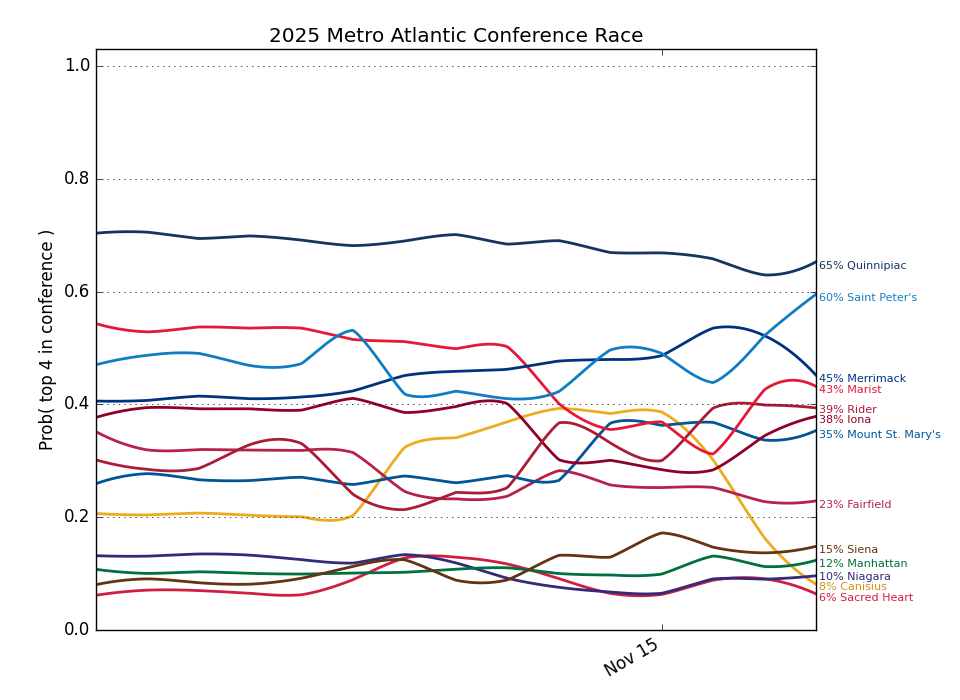 2025 Metro Atlantic Conference Race
1.0
0.8
0.6
0.4
0.2
0.0
Prob( top 4 in conference )
Nov 15
65% Quinnipiac
60% Saint Peter's
45% Merrimack
43% Marist
39% Rider
38% Iona
35% Mount St. Mary's
23% Fairfield
15% Siena
12% Manhattan
10% Niagara
8% Canisius
6% Sacred Heart